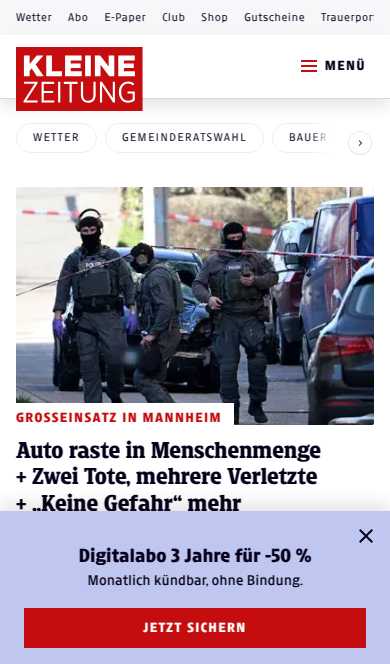 Wetter Abo E-Paper Club Shop Gutscheine Trauerpor
KLEINE
ZEITUNG
MENÜ
WETTER GEMEINDERATSWAHL BAUER
GROSSEINSATZ IN MANNHEIM
Auto raste in Menschenmenge
+ Zwei Tote, mehrere Verletzte
+ „Keine Gefahr“ mehr
Digitalabo 3 Jahre für -50 %
Monatlich kündbar, ohne Bindung.
JETZT SICHERN